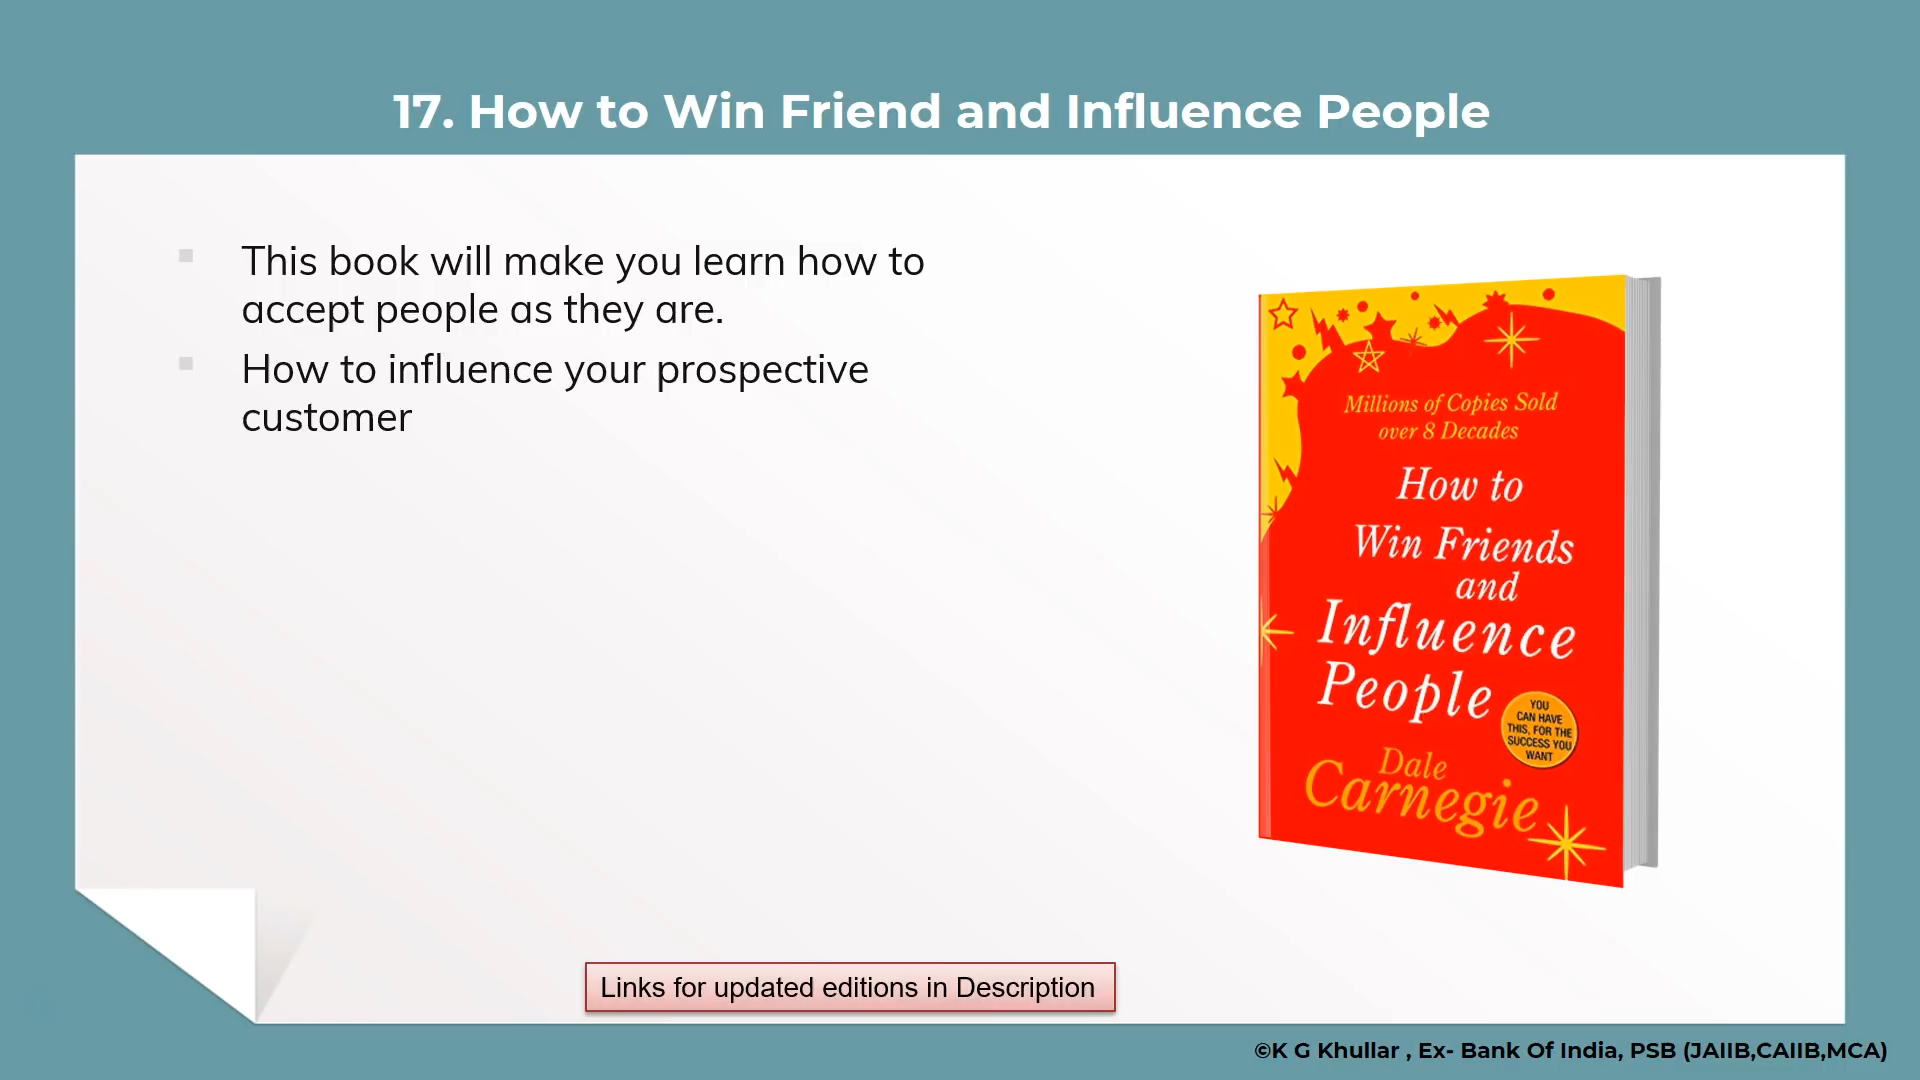 17. How to Win Friend and Influence People
This book will make you learn how to
accept people as they are.
How to influence your prospective
customer
Millions of Copies Sold
over 8 Decades
How to
Win Friends
and
Influence
People
YOU
CAN HAVE
THIS, FOR THE
SUCCESS YOU
WANT
Dale
Carnegie
Links for updated editions in Description
©K G Khullar , Ex- Bank Of India, PSB (JAIIB,CAIIB,MCA)